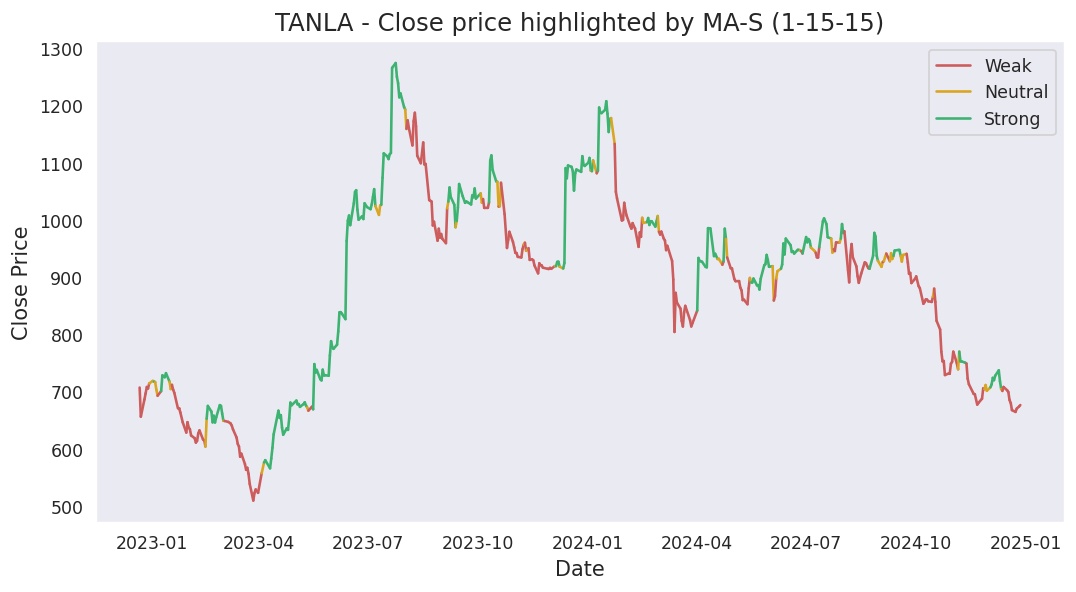 TANLA - Close price highlighted by MA-S (1-15-15)
Weak
Neutral
Strong
Close Price
1300
1200
1100
1000
900
800
700
600
500
2023-01 2023-04 2023-07 2023-10 2024-01 2024-04 2024-07 2024-10 2025-01
Date